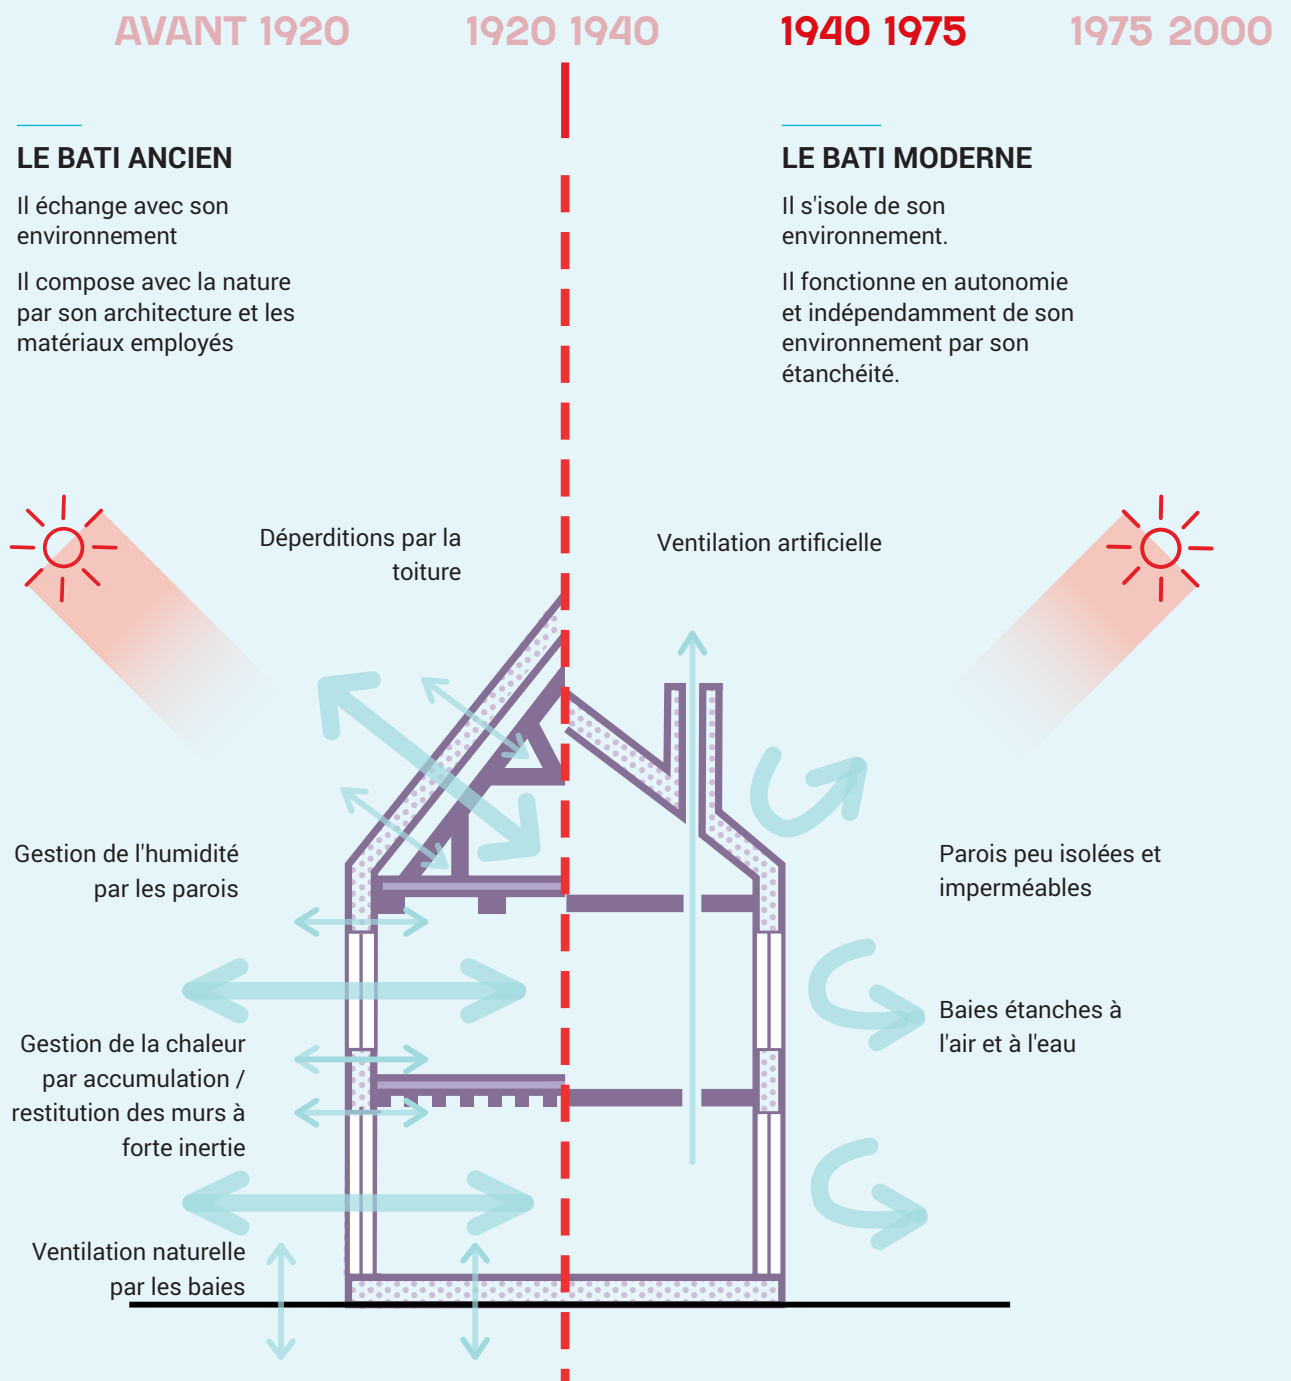 AVANT 1920
1920 1940
1940 1975
1975 2000
LE BATI ANCIEN
Il échange avec son
environnement
Il compose avec la nature
par son architecture et les
matériaux employés
LE BATI MODERNE
Il s'isole de son
environnement.
Il fonctionne en autonomie
et indépendamment de son
environnement par son
étanchéité.
Déperditions par la
toiture
Ventilation artificielle
Gestion de l'humidité
par les parois
Parois peu isolées et
imperméables
Gestion de la chaleur
par accumulation /
restitution des murs à
forte inertie
Baies étanches à
l'air et à l'eau
Ventilation naturelle
par les baies